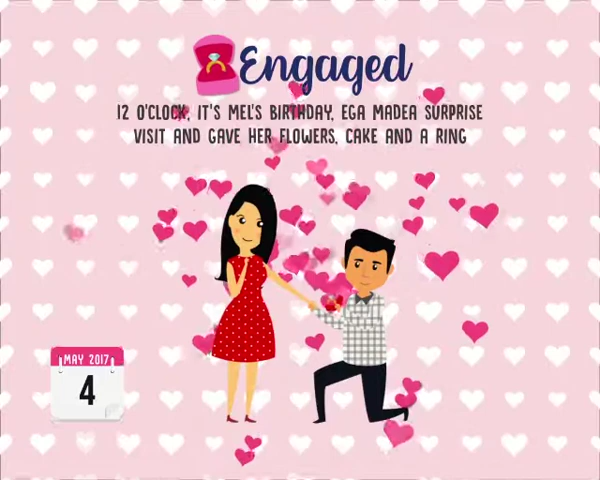 Engaged
12 O'CLOCK, IT'S MEL'S BIRTHDAY, EGA MADEA SURPRISE
VISIT AND GAVE HER FLOWERS, CAKE AND A RING
MAY 2017
4